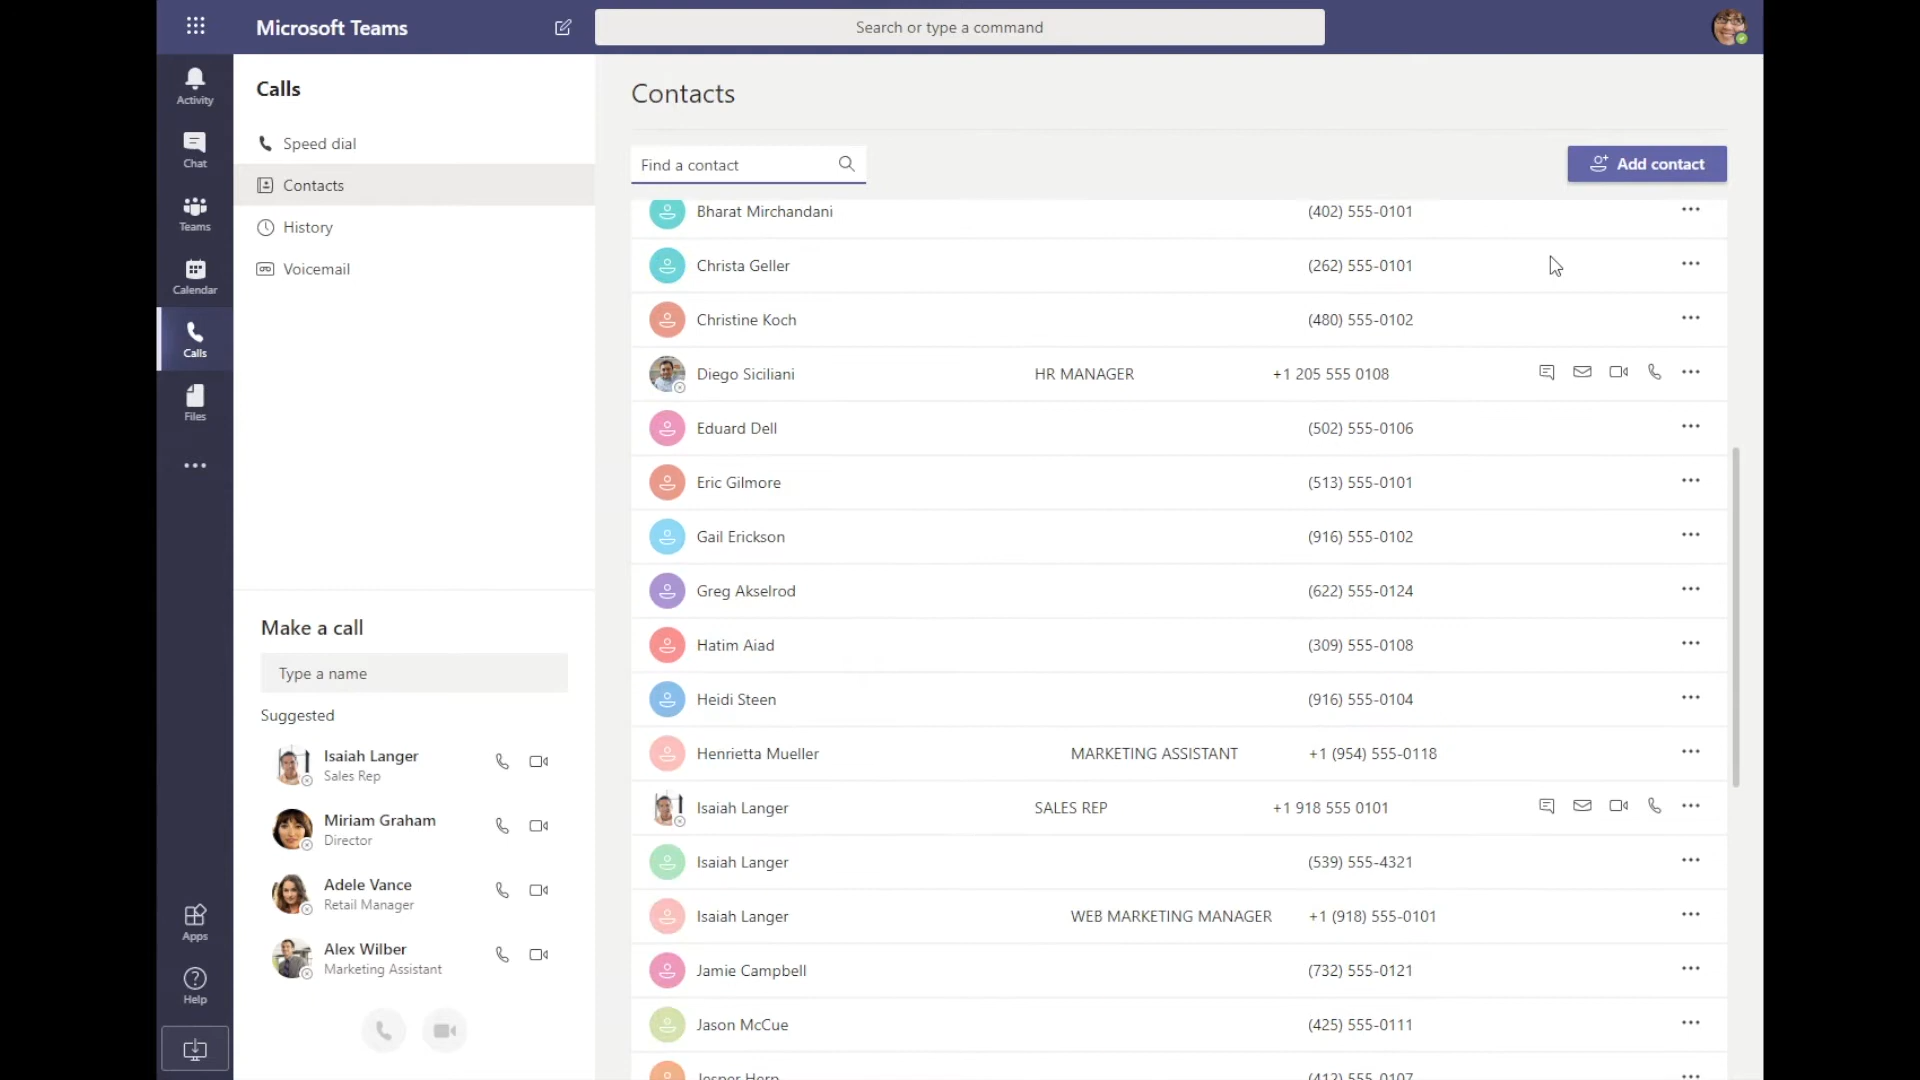 Microsoft Teams
Search or type a command
Activity
Chat
Teams
Calendar
Calls
Files
Apps
Help
Calls
Speed dial
Contacts
History
Voicemail
Make a call
Type a name
Suggested
Isaiah Langer
Sales Rep
Miriam Graham
Director
Adele Vance
Retail Manager
Alex Wilber
Marketing Assistant
Contacts
Find a contact
Add contact
Bharat Mirchandani (402) 555-0101
Christa Geller (262) 555-0101
Christine Koch (480) 555-0102
Diego Siciliani HR MANAGER +1 205 555 0108
Eduard Dell (502) 555-0106
Eric Gilmore (513) 555-0101
Gail Erickson (916) 555-0102
Greg Akselrod (622) 555-0124
Hatim Aiad (309) 555-0108
Heidi Steen (916) 555-0104
Henrietta Mueller MARKETING ASSISTANT +1 (954) 555-0118
Isaiah Langer SALES REP +1 918 555 0101
Isaiah Langer (539) 555-4321
Isaiah Langer WEB MARKETING MANAGER +1 (918) 555-0101
Jamie Campbell (732) 555-0121
Jason McCue (425) 555-0111